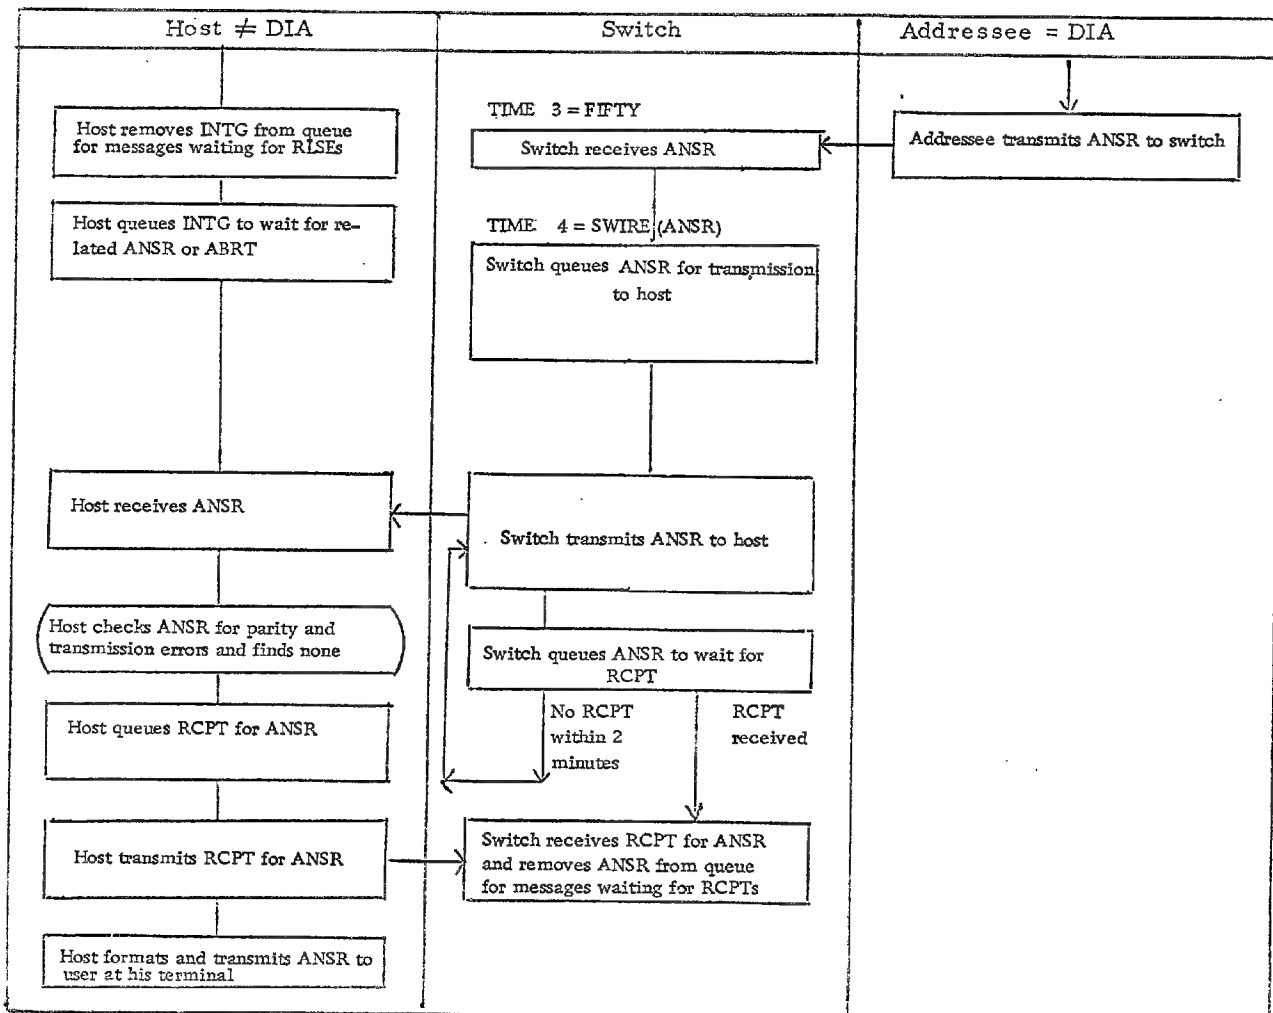 Host ≠ DIA
Switch
Addressee = DIA
Host removes INTG from queue
for messages waiting for RLSEs
Host queues INTG to wait for re-
lated ANSR or ABRT
Host receives ANSR
Host checks ANSR for parity and
transmission errors and finds none
Host queues RCPT for ANSR
Host transmits RCPT for ANSR
Host formats and transmits ANSR to
user at his terminal
TIME 3 = FIFTY
Switch receives ANSR
TIME 4 = SWIRE (ANSR)
Switch queues ANSR for transmission
to host
Switch transmits ANSR to host
Switch queues ANSR to wait for
RCPT
No RCPT
within 2
minutes
RCPT
received
Switch receives RCPT for ANSR
and removes ANSR from queue
for messages waiting for RCPTs
Addressee transmits ANSR to switch